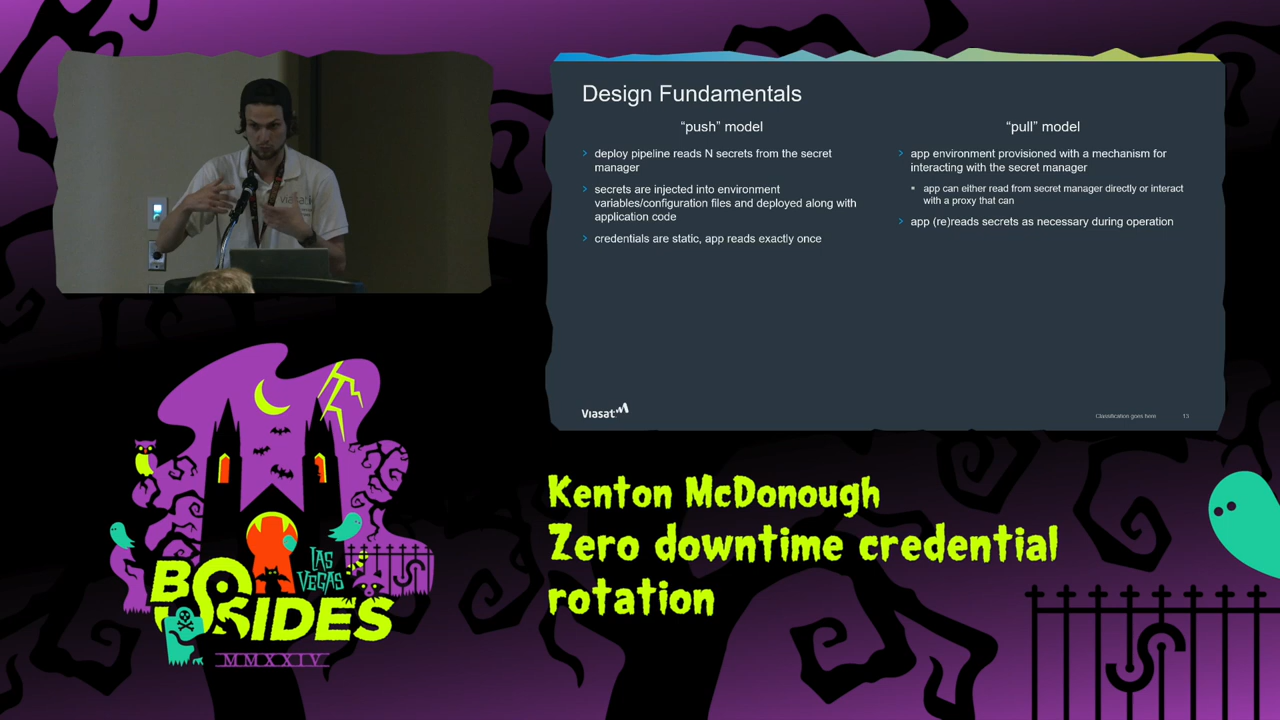 Design Fundamentals
“push” model
deploy pipeline reads N secrets from the secret
manager
secrets are injected into environment
variables/configuration files and deployed along with
application code
credentials are static, app reads exactly once
“pull” model
app environment provisioned with a mechanism for
interacting with the secret manager
app can either read from secret manager directly or interact
with a proxy that can
app (re)reads secrets as necessary during operation
Viasat
Classification goes here
13
viasat
LAS
VEGAS
BSIDES
MMXXIV
Kenton McDonough
Zero downtime credential
rotation